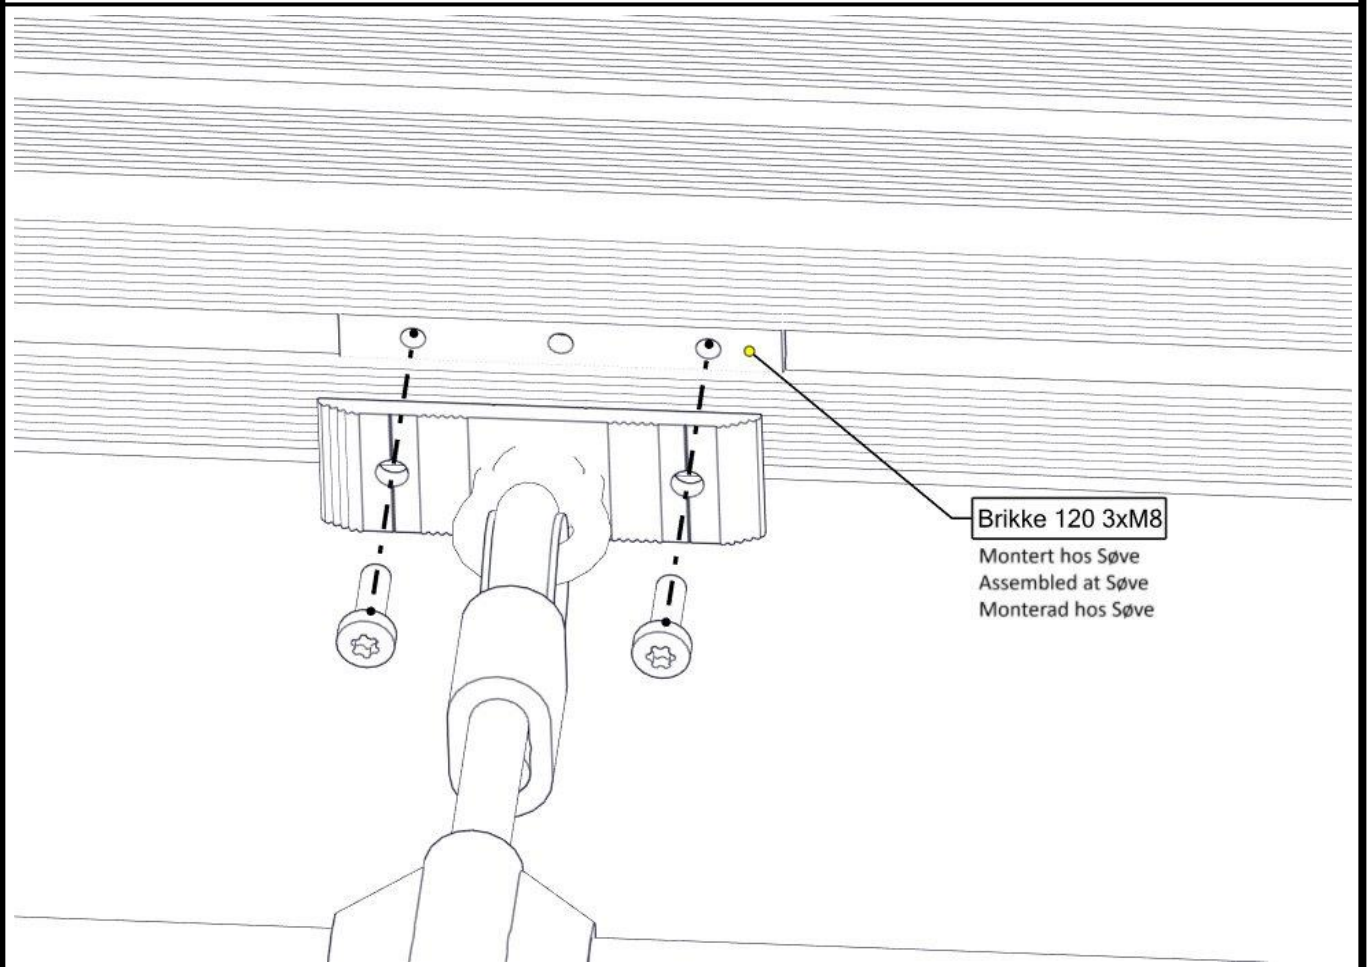 Brikke 120 3xM8
Montert hos Søve
Assembled at Søve
Monterad hos Søve